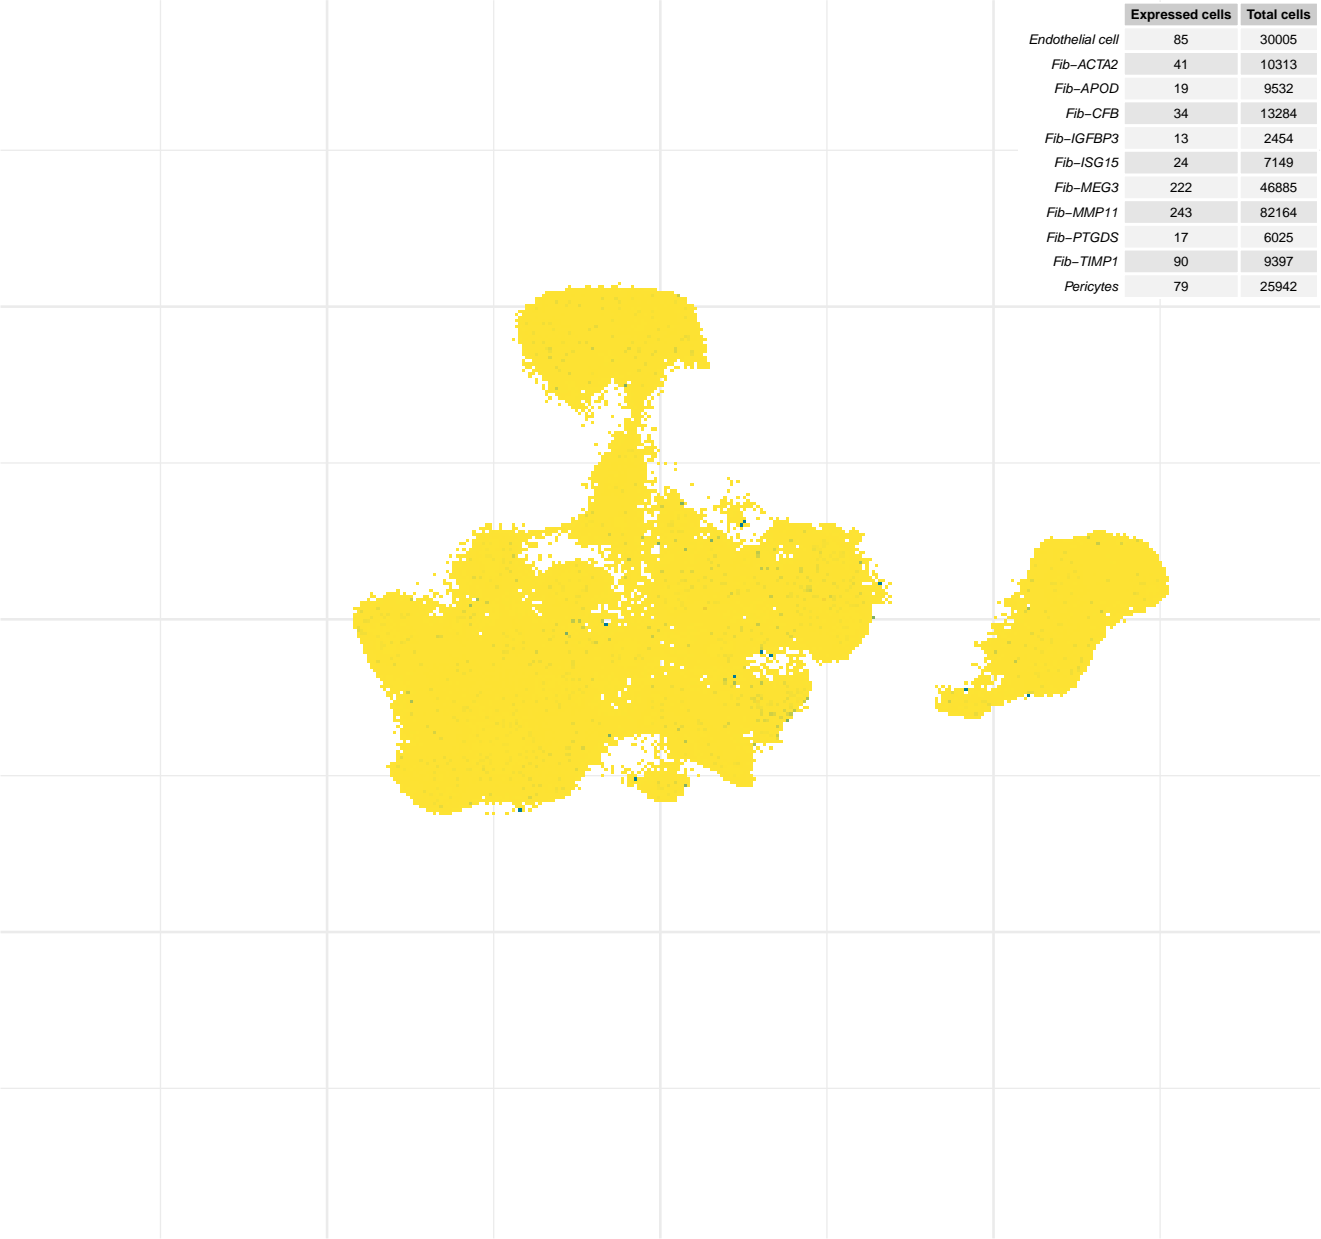 Expressed cells Total cells
Endothelial cell 85 30005
Fib−ACTA2 41 10313
Fib−APOD 19 9532
Fib−CFB 34 13284
Fib−IGFBP3 13 2454
Fib−ISG15 24 7149
Fib−MEG3 222 46885
Fib−MMP11 243 82164
Fib−PTGDS 17 6025
Fib−TIMP1 90 9397
Pericytes 79 25942